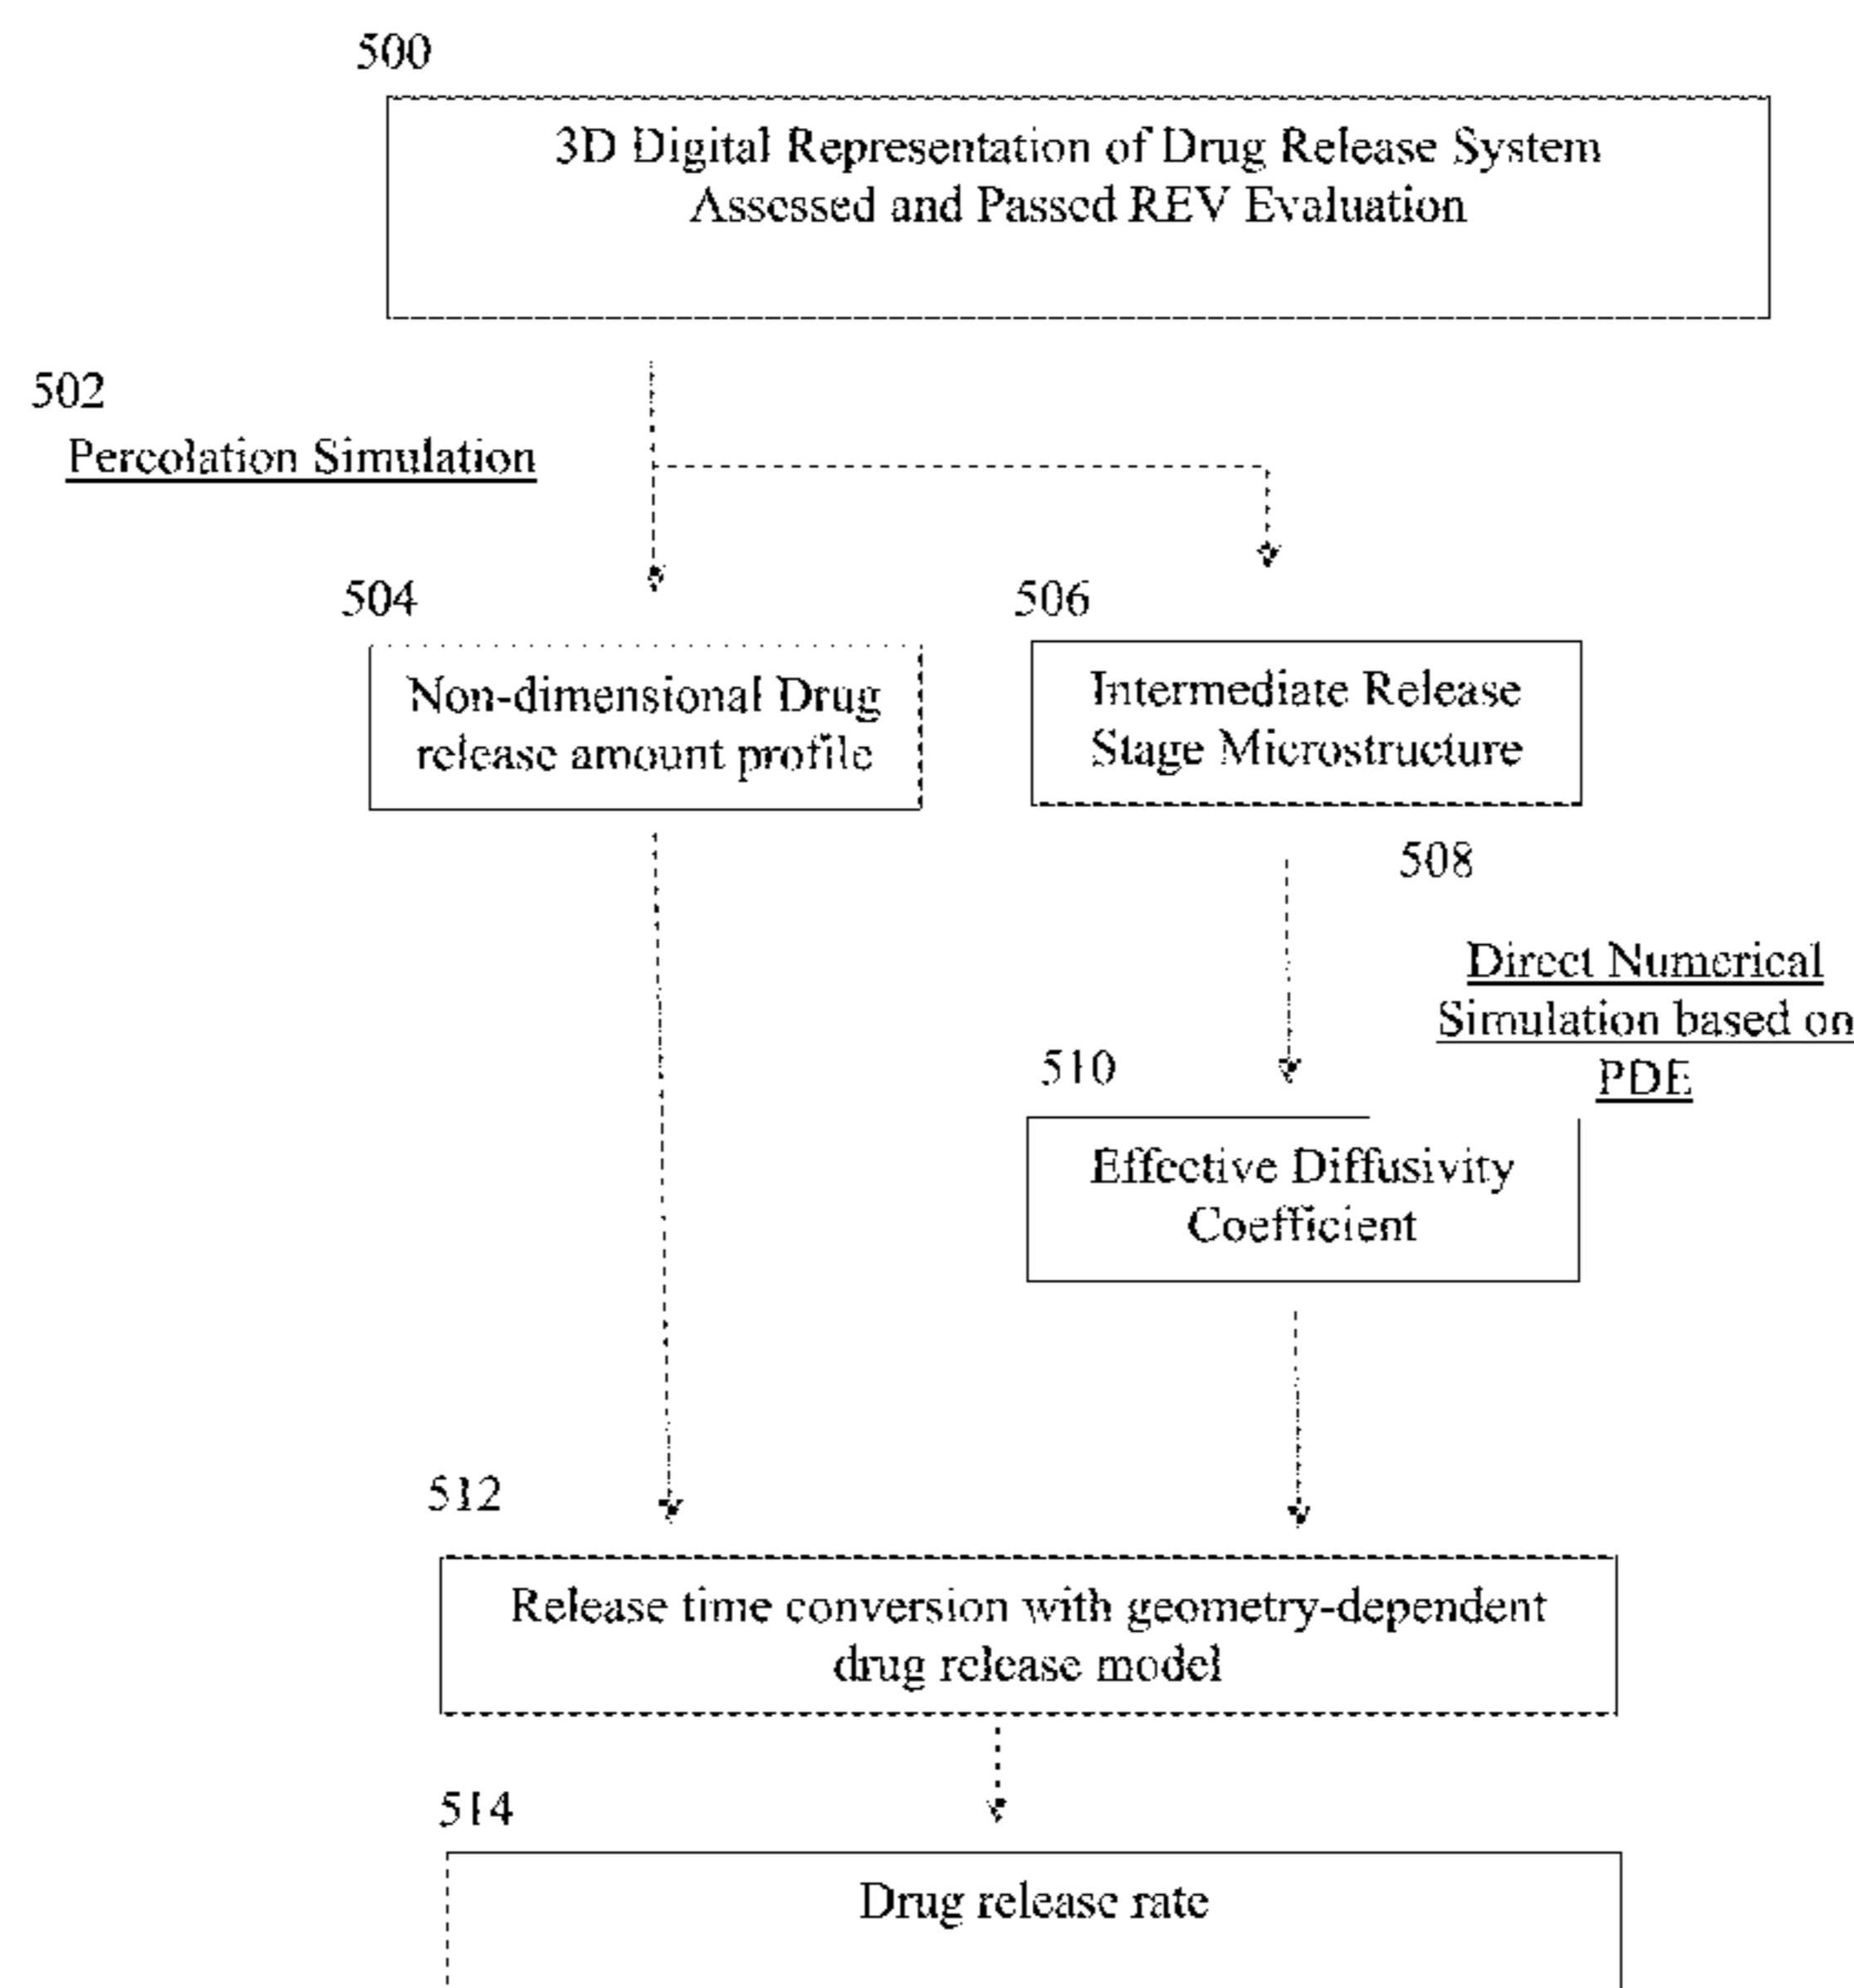 500
3D Digital Representation of Drug Release System
Assessed and Passed REV Evaluation
502
Percolation Simulation
504
506
Non-dimensional Drug
release amount profile
Intermediate Release
Stage Microstructure
508
Direct Numerical
Simulation based on
PDE
510
Effective Diffusivity
Coefficient
512
Release time conversion with geometry-dependent
drug release model
514
Drug release rate